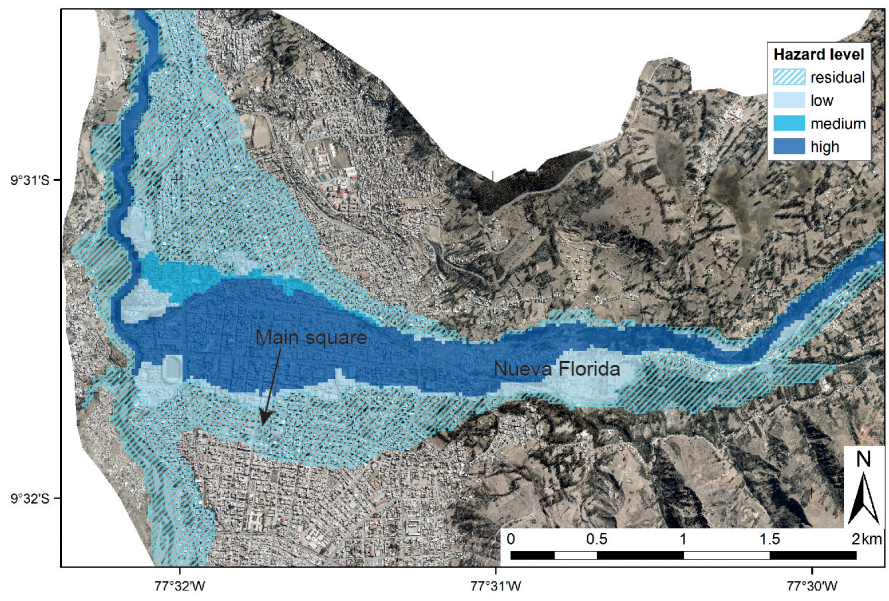 Hazard level
residual
low
medium
high
9°31'S
Main square
Nueva Florida
9°32'S
N
0 0.5 1 1.5 2 km
77°32'W 77°31'W 77°30'W